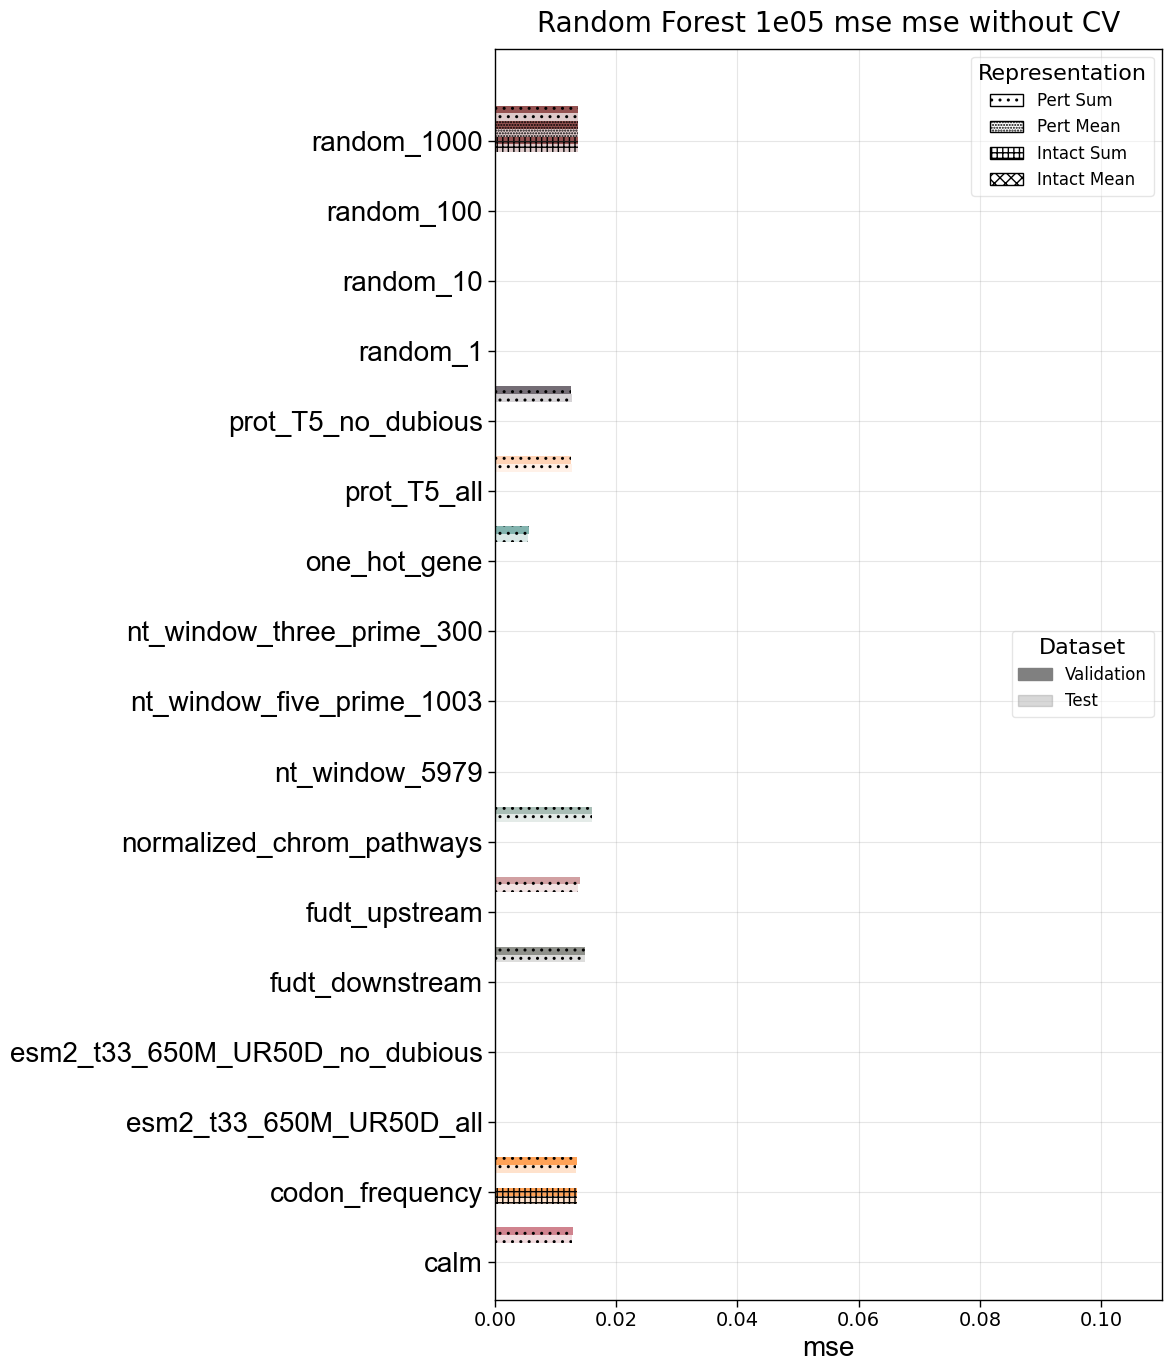 Random Forest 1e05 mse mse without CV
Representation
Pert Sum
Pert Mean
Intact Sum
Intact Mean
random_1000
random_100
random_10
random_1
prot_T5_no_dubious
prot_T5_all
one_hot_gene
nt_window_three_prime_300
Dataset
Validation
Test
nt_window_five_prime_1003
nt_window_5979
normalized_chrom_pathways
fudt_upstream
fudt_downstream
esm2_t33_650M_UR50D_no_dubious
esm2_t33_650M_UR50D_all
codon_frequency
calm
0.00 0.02 0.04 0.06 0.08 0.10
mse